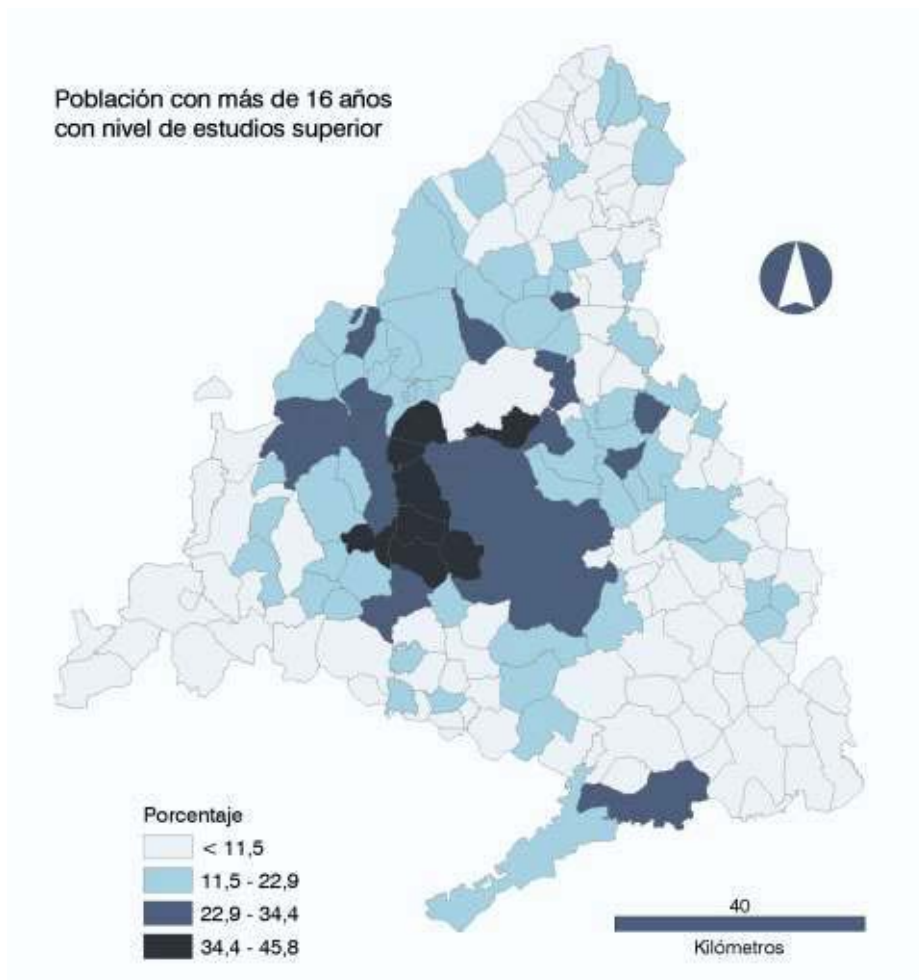 Población con más de 16 años
con nivel de estudios superior
Porcentaje
< 11,5
11,5 - 22,9
22,9 - 34,4
34,4 - 45,8
40
Kilómetros